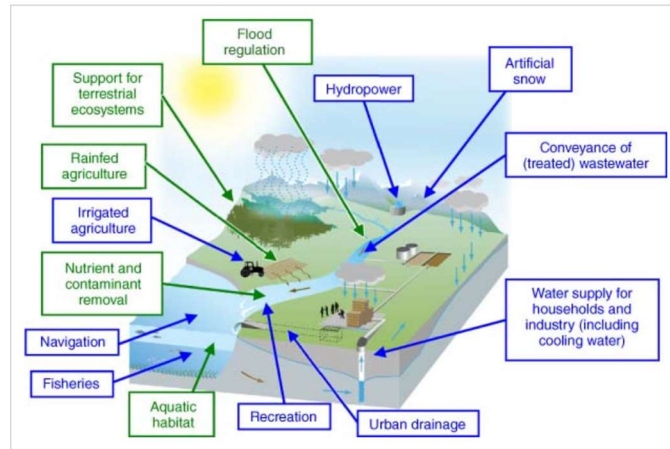 Flood
regulation
Support for
terrestrial
ecosystems
Hydropower
Artificial
snow
Rainfed
agriculture
Conveyance of
(treated) wastewater
Irrigated
agriculture
Nutrient and
contaminant
removal
Water supply for
households and
industry (including
cooling water)
Navigation
Fisheries
Aquatic
habitat
Recreation
Urban drainage